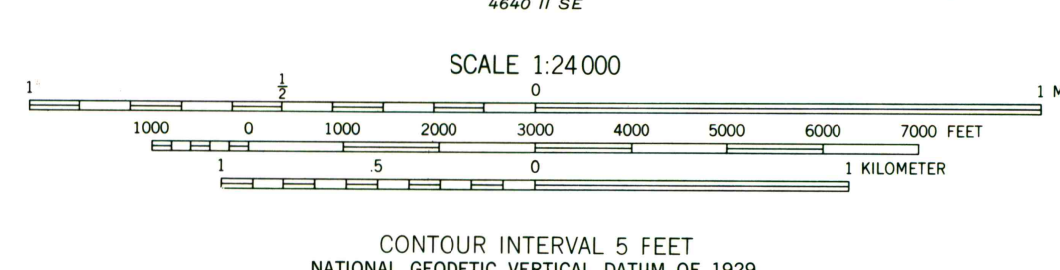 4640 II SE
SCALE 1:24 000
1 1/2 0 1 M
1000 0 1000 2000 3000 4000 5000 6000 7000 FEET
1 .5 0 1 KILOMETER
CONTOUR INTERVAL 5 FEET
NATIONAL GEODETIC VERTICAL DATUM OF 1929